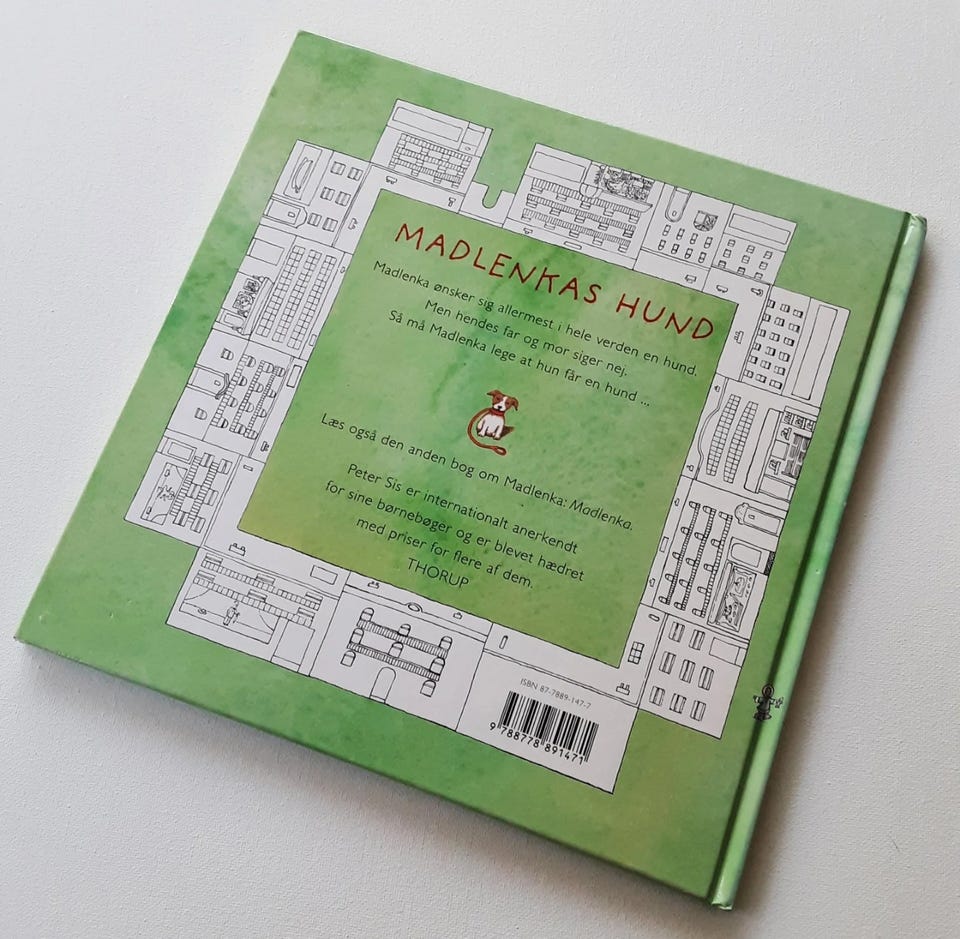 MADLENKAS HUND
Madlenka ønsker sig allermest i hele verden en hund.
Men hendes far og mor siger nej.
Så må Madlenka lege at hun får en hund ...
Læs også den anden bog om Madlenka: Madlenka.
Peter Sis er internationalt anerkendt
for sine børnebøger og er blevet hædret
med priser for flere af dem.
THORUP
ISBN 87-7889-147-7
9 788778 891471